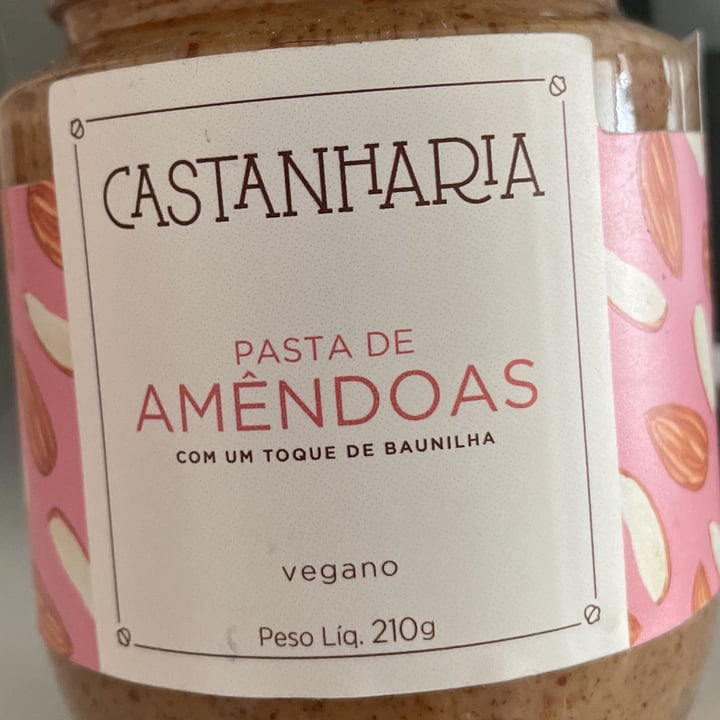 CASTANHARIA
PASTA DE
AMÊNDOAS
COM UM TOQUE DE BAUNILHA
vegano
Peso Líq. 210g